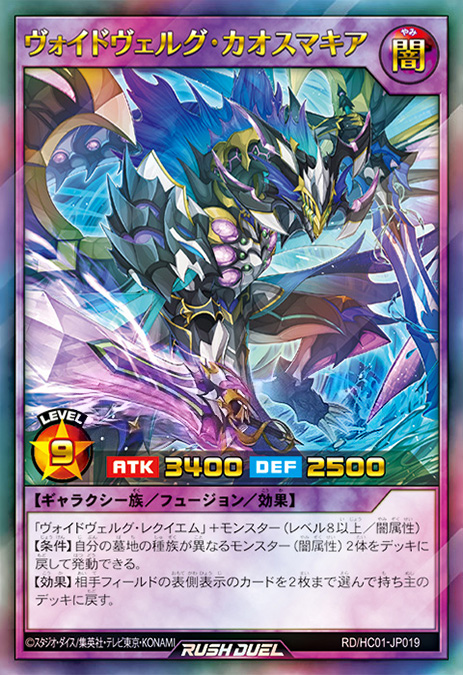 ヴォイドヴェルグ・カオスマキア
やみ
闇
LEVEL
9
ATK 3400 DEF 2500
【ギャラクシー族／フュージョン／効果】
「ヴォイドヴェルグ・レクイエム」＋モンスター（レベル8以上／闇属性）
【条件】自分の墓地の種族が異なるモンスター（闇属性）2体をデッキに
戻して発動できる。
【効果】相手フィールドの表側表示のカードを2枚まで選んで持ち主の
デッキに戻す。
©スタジオ・ダイス/集英社・テレビ東京・KONAMI
RUSH DUEL
RD/HC01-JP019